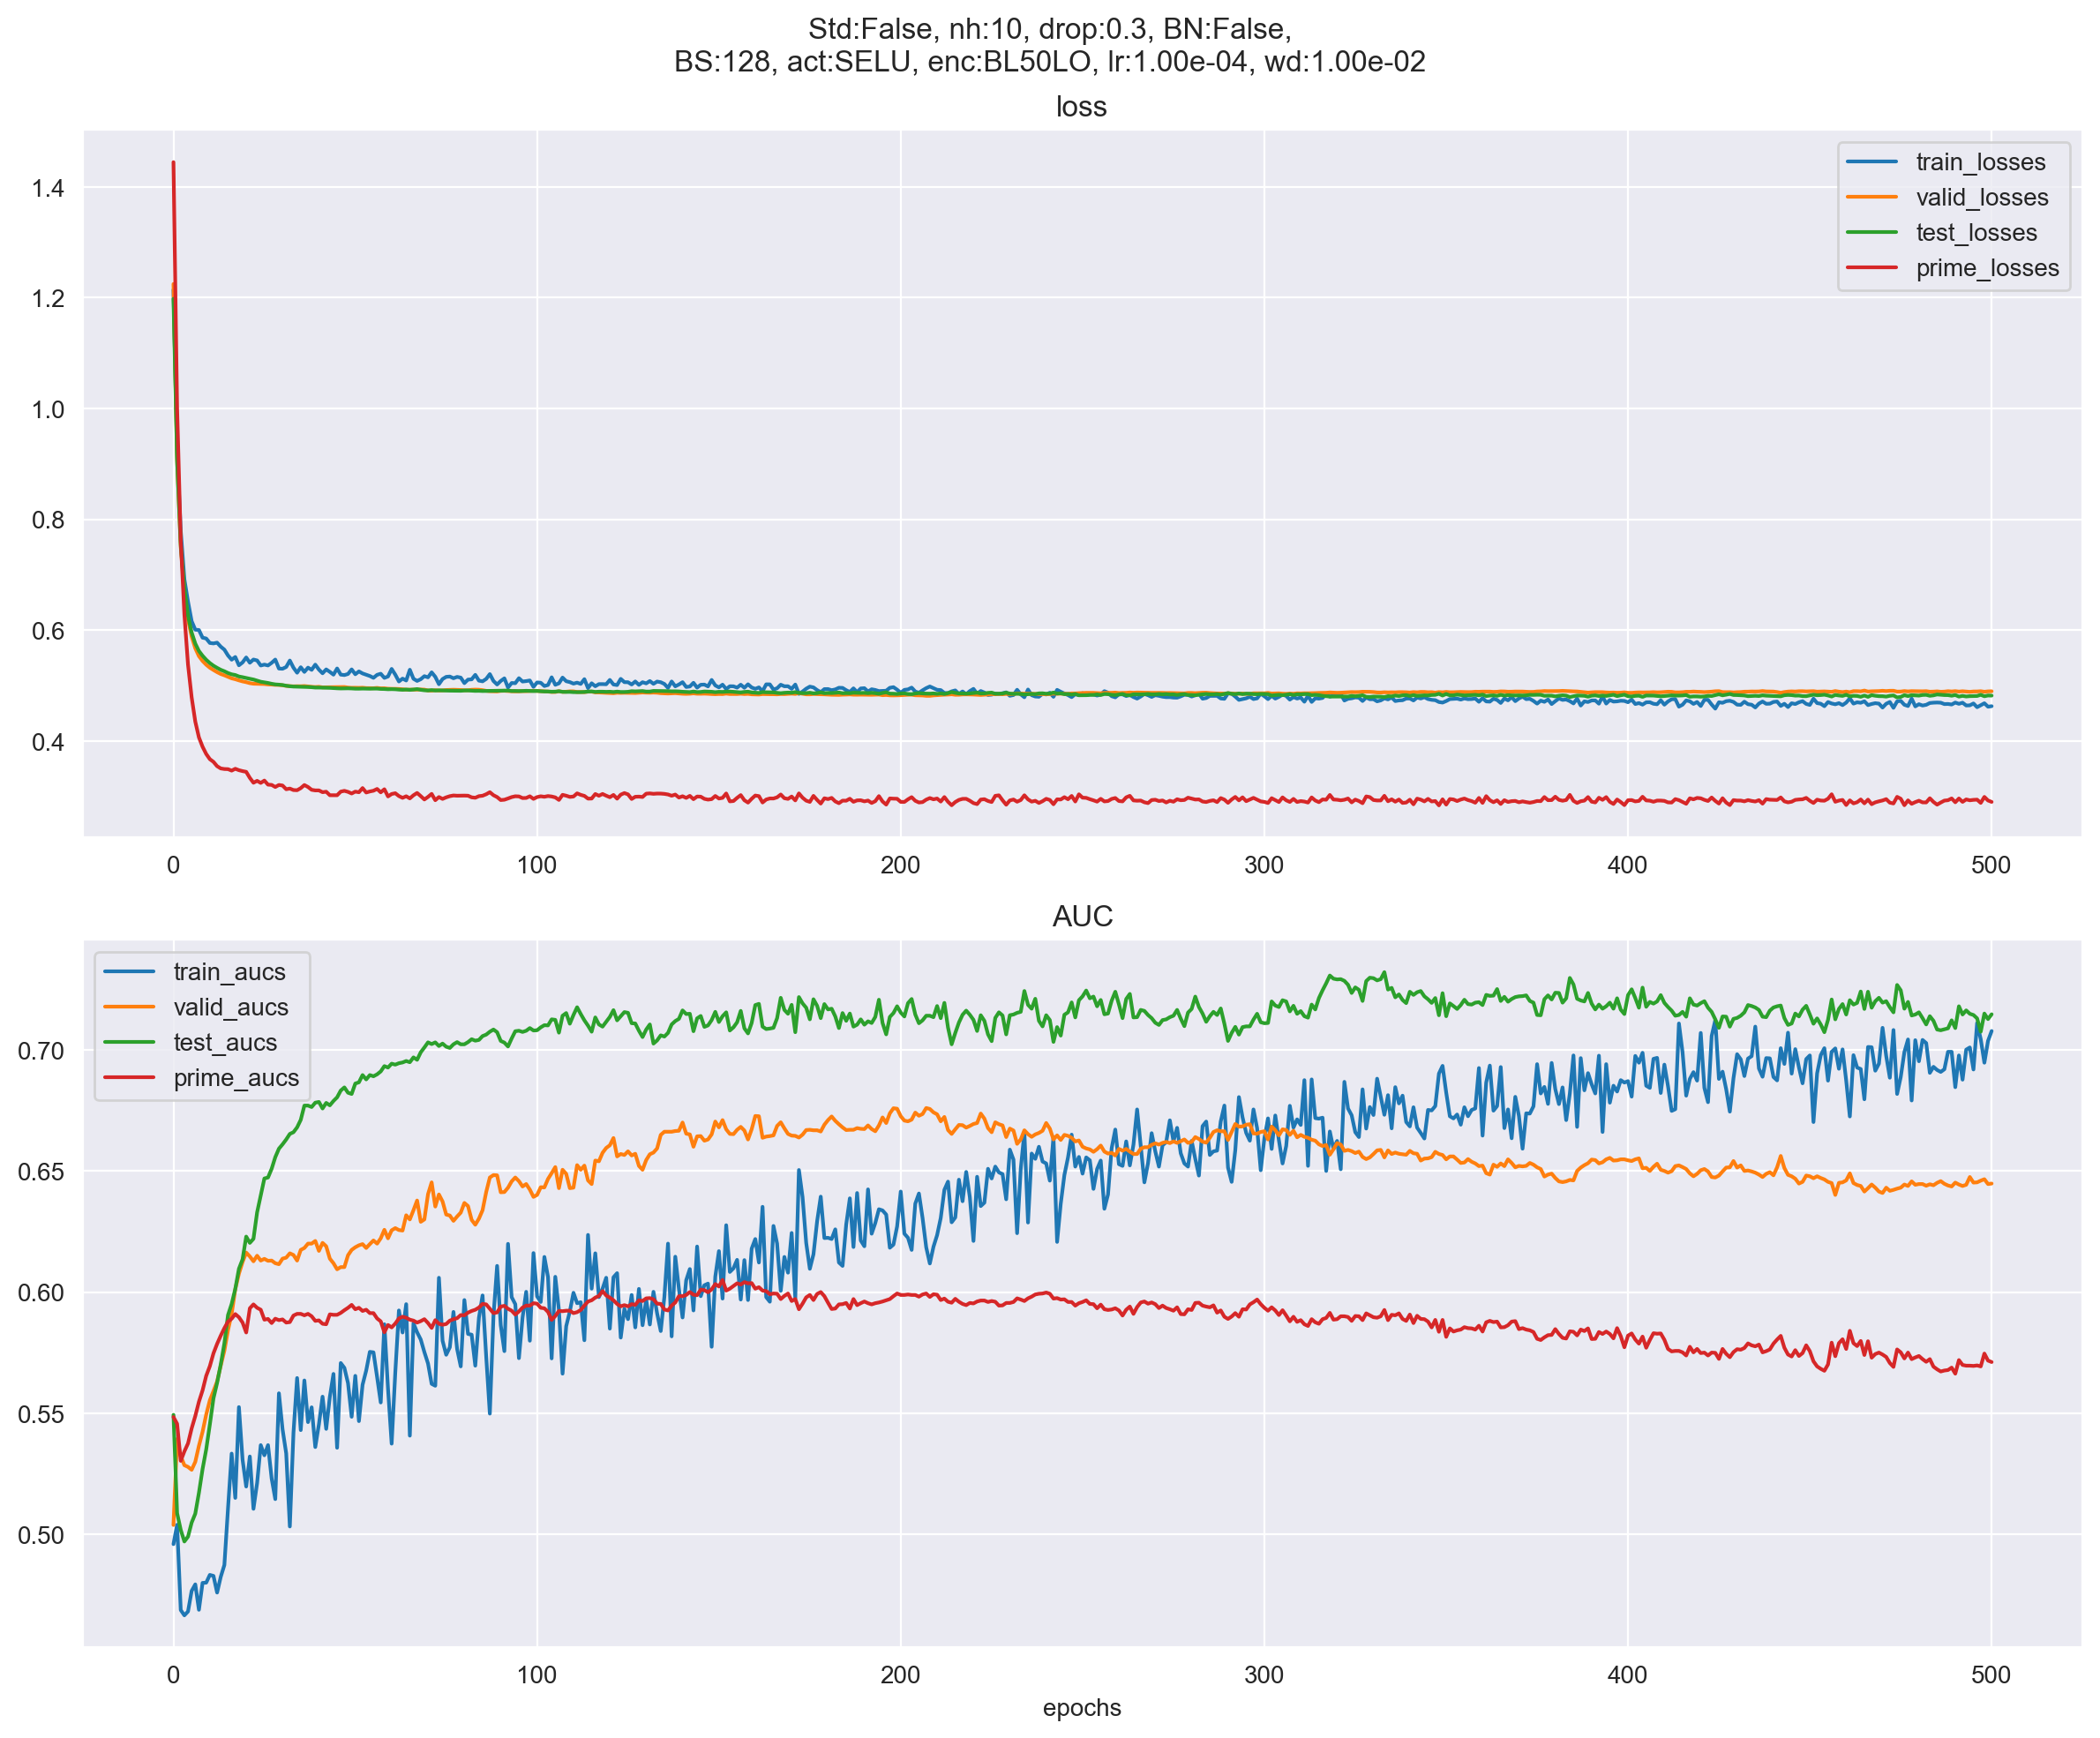 Std:False, nh:10, drop:0.3, BN:False,
BS:128, act:SELU, enc:BL50LO, lr:1.00e-04, wd:1.00e-02
loss
train_losses
valid_losses
test_losses
prime_losses
1.4
1.2
1.0
0.8
0.6
0.4
0 100 200 300 400 500
AUC
train_aucs
valid_aucs
test_aucs
prime_aucs
0.70
0.65
0.60
0.55
0.50
0 100 200 300 400 500
epochs